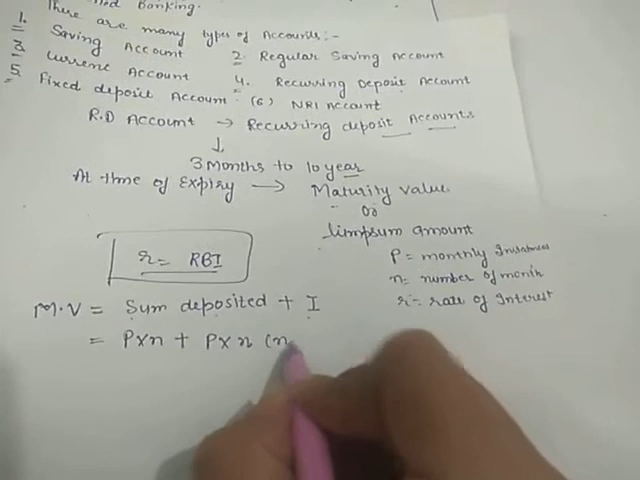 Banking.
There are many types of Accounts:-
1. Saving Account 2. Regular Saving Account
3. Current Account 4. Recurring Deposit Account
5. Fixed deposit Account. (6) NRI Account
R.D Account → Recurring deposit Accounts
↓
3 Months to 10 year
At time of Expiry → Maturity value.
or
limpsum amount
r = RBI
P = monthly
n = number of month
r = rate of Interest
M.V = Sum deposited + I
= P×n + P×n (n